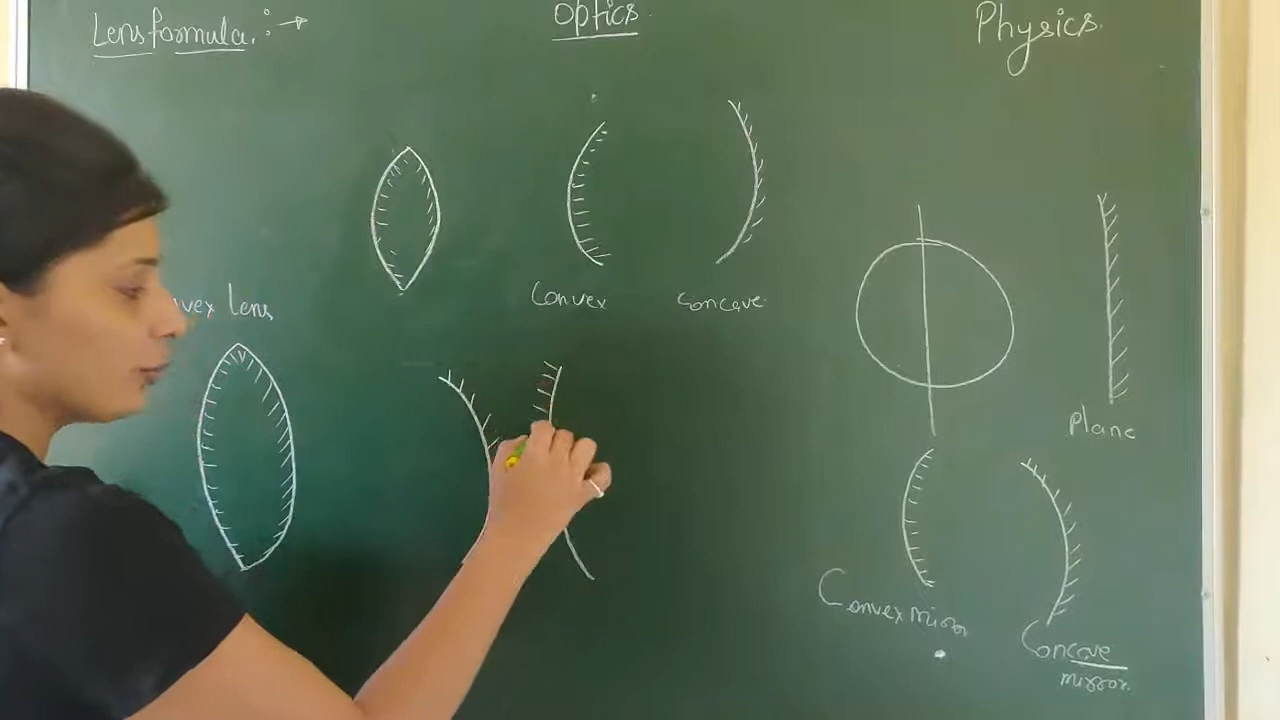 Lens formula :→
Optics.
Physics.
Convex
Concave
vex lens
Plane
Convex mirror
Concave
mirror.